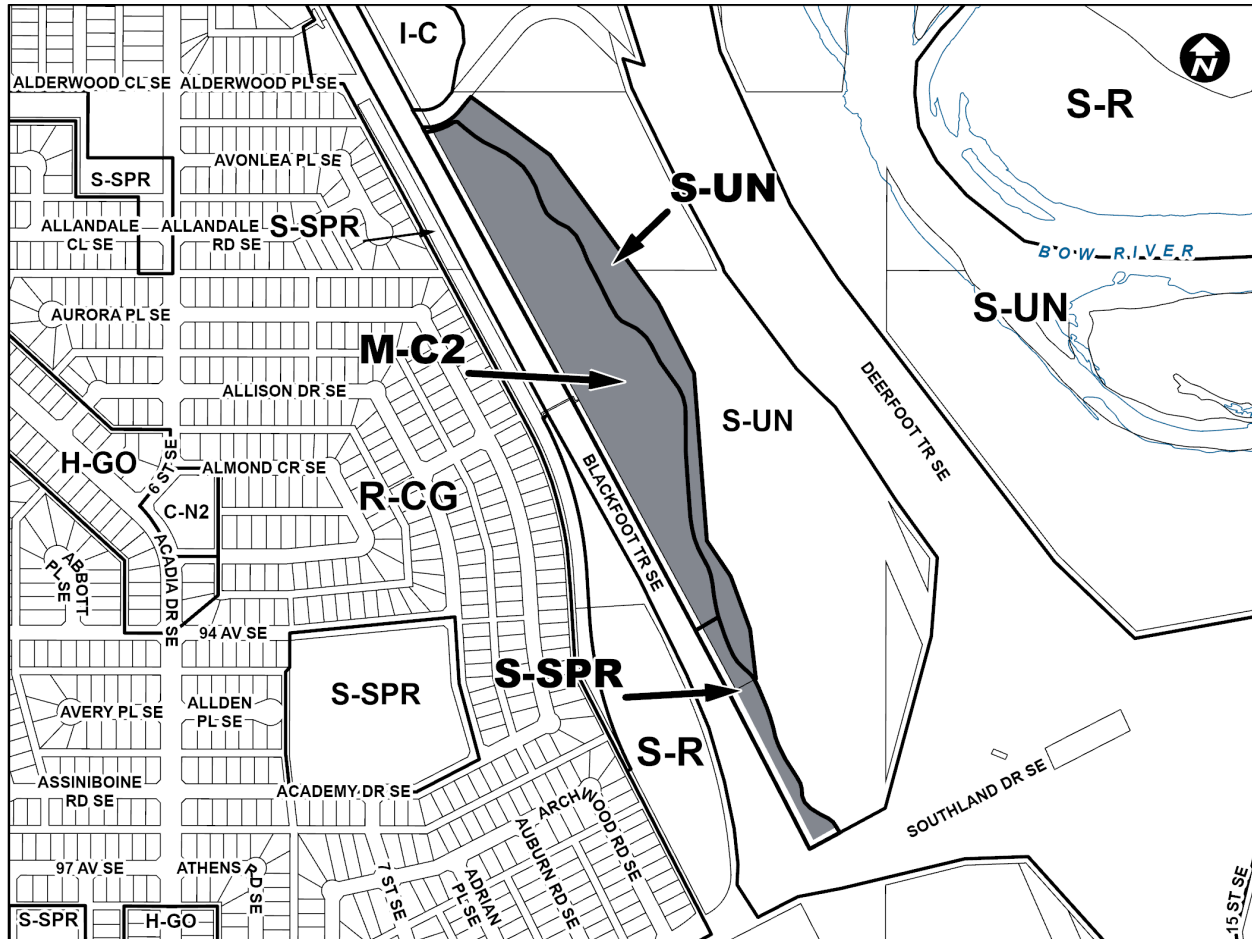 I-C
N
S-R
ALDERWOOD CL SE
ALDERWOOD PL SE
AVONLEA PL SE
S-SPR
S-UN
ALLANDALE
CL SE
ALLANDALE
RD SE
S-SPR
BOW RIVER
S-UN
AURORA PL SE
M-C2
ALLISON DR SE
DEERFOOT TR SE
S-UN
H-GO
6 ST SE
ALMOND CR SE
R-CG
C-N2
BLACKFOOT TR SE
ABBOTT
PL SE
ACADIA DR SE
94 AV SE
S-SPR
S-SPR
AVERY PL SE
ALLDEN
PL SE
S-R
ASSINIBOINE
RD SE
ACADEMY DR SE
ARCHWOOD RD SE
SOUTHLAND DR SE
97 AV SE
ATHENS RD SE
7 ST SE
ADRIAN
PL SE
AUBURN RD SE
15 ST SE
S-SPR
H-GO